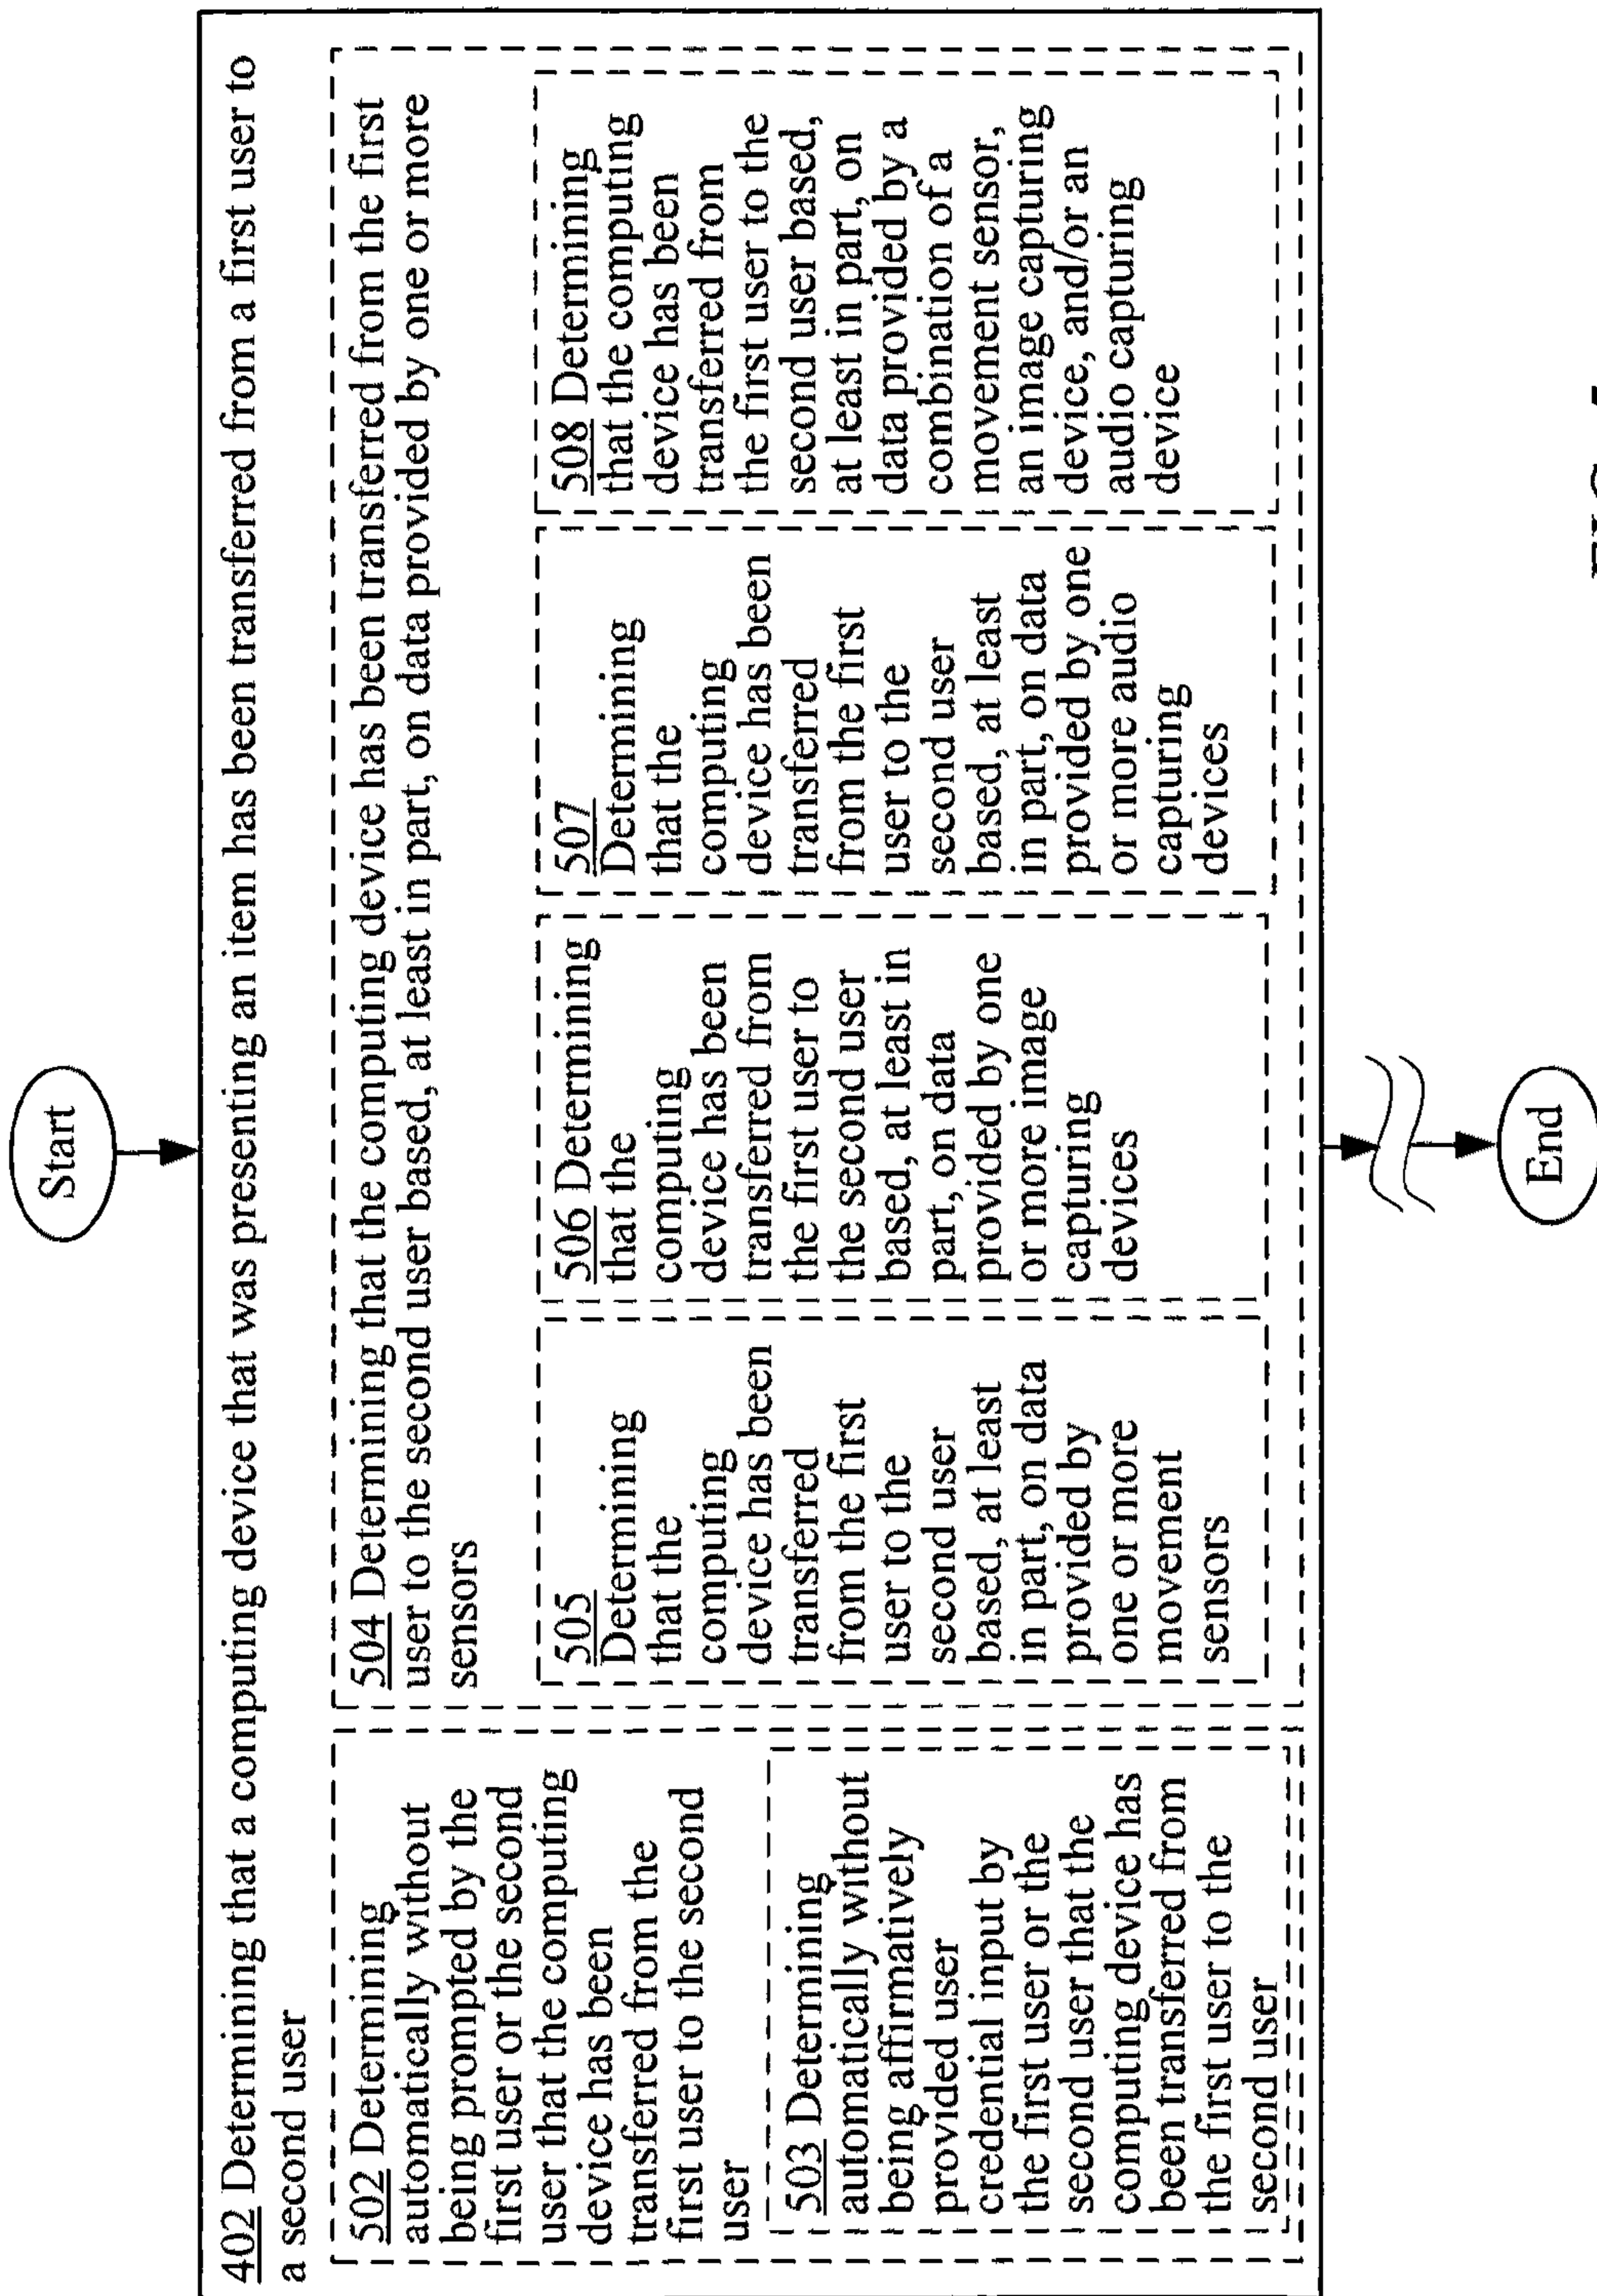 Start
402 Determining that a computing device that was presenting an item has been transferred from a first user to
a second user
502 Determining
automatically without
being prompted by the
first user or the second
user that the computing
device has been
transferred from the
first user to the second
user
503 Determining
automatically without
being affirmatively
provided user
credential input by
the first user or the
second user that the
computing device has
been transferred from
the first user to the
second user
504 Determining that the computing device has been transferred from the first
user to the second user based, at least in part, on data provided by one or more
sensors
505
Determining
that the
computing
device has been
transferred
from the first
user to the
second user
based, at least
in part, on data
provided by
one or more
movement
sensors
506 Determining
that the
computing
device has been
transferred from
the first user to
the second user
based, at least in
part, on data
provided by one
or more image
capturing
devices
507
Determining
that the
computing
device has been
transferred
from the first
user to the
second user
based, at least
in part, on data
provided by one
or more audio
capturing
devices
508 Determining
that the computing
device has been
transferred from
the first user to the
second user based,
at least in part, on
data provided by a
combination of a
movement sensor,
an image capturing
device, and/or an
audio capturing
device
End